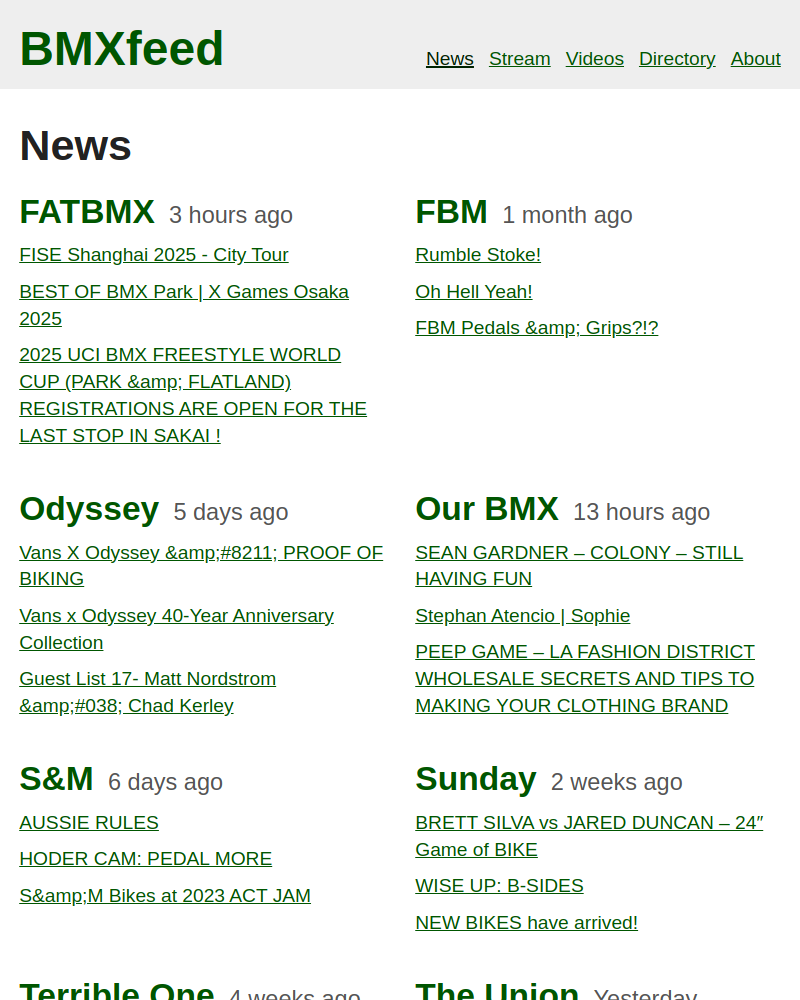 BMXfeed
News Stream Videos Directory About
News
FATBMX 3 hours ago
FISE Shanghai 2025 - City Tour
BEST OF BMX Park | X Games Osaka
2025
2025 UCI BMX FREESTYLE WORLD
CUP (PARK &amp; FLATLAND)
REGISTRATIONS ARE OPEN FOR THE
LAST STOP IN SAKAI !
FBM 1 month ago
Rumble Stoke!
Oh Hell Yeah!
FBM Pedals &amp; Grips?!?
Odyssey 5 days ago
Vans X Odyssey &amp;#8211; PROOF OF
BIKING
Vans x Odyssey 40-Year Anniversary
Collection
Guest List 17- Matt Nordstrom
&amp;#038; Chad Kerley
Our BMX 13 hours ago
SEAN GARDNER – COLONY – STILL
HAVING FUN
Stephan Atencio | Sophie
PEEP GAME – LA FASHION DISTRICT
WHOLESALE SECRETS AND TIPS TO
MAKING YOUR CLOTHING BRAND
S&M 6 days ago
AUSSIE RULES
HODER CAM: PEDAL MORE
S&amp;M Bikes at 2023 ACT JAM
Sunday 2 weeks ago
BRETT SILVA vs JARED DUNCAN – 24″
Game of BIKE
WISE UP: B-SIDES
NEW BIKES have arrived!
Terrible One 4 weeks ago
The Union Yesterday